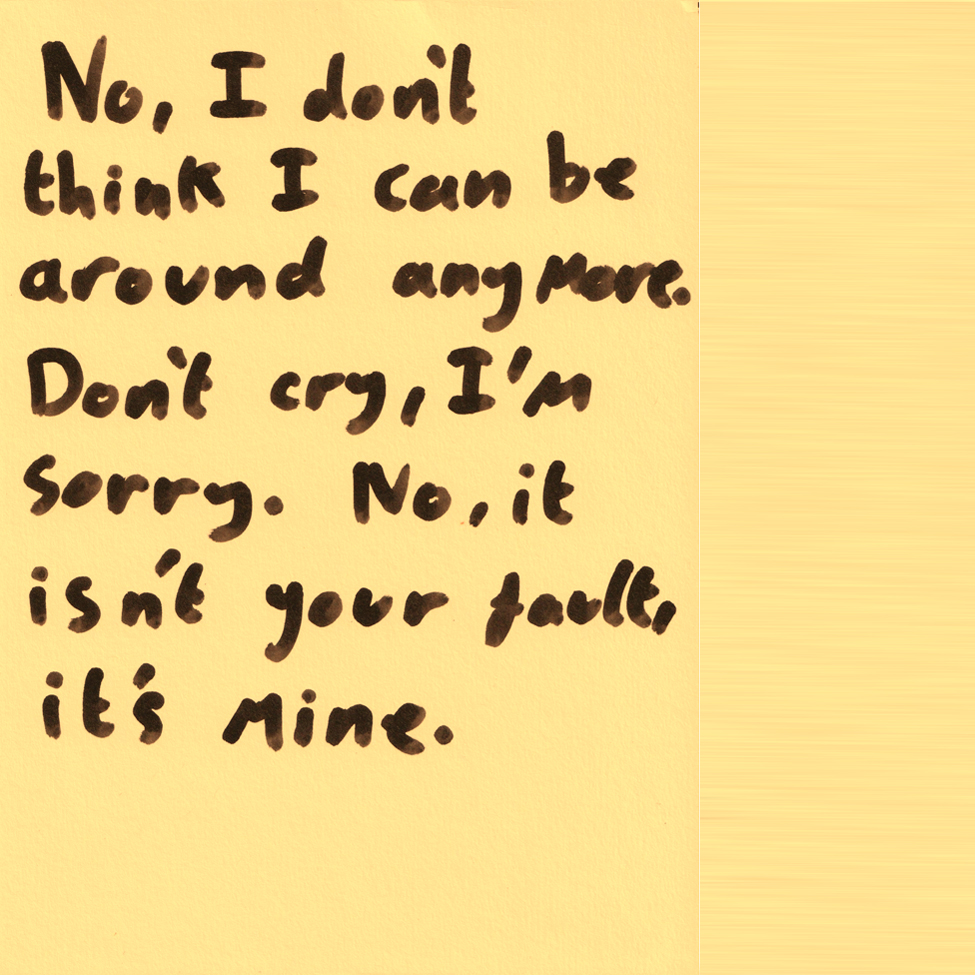 No, I don't
think I can be
around anymore.
Don't cry, I'm
sorry. No, it
isn't your fault,
it's mine.